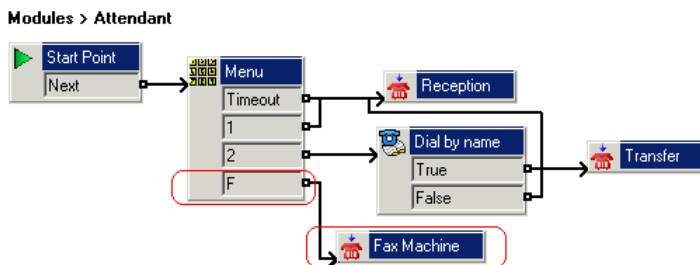 Modules > Attendant
Start Point
Next
Menu
Timeout
1
2
F
Reception
Dial by name
True
False
Transfer
Fax Machine